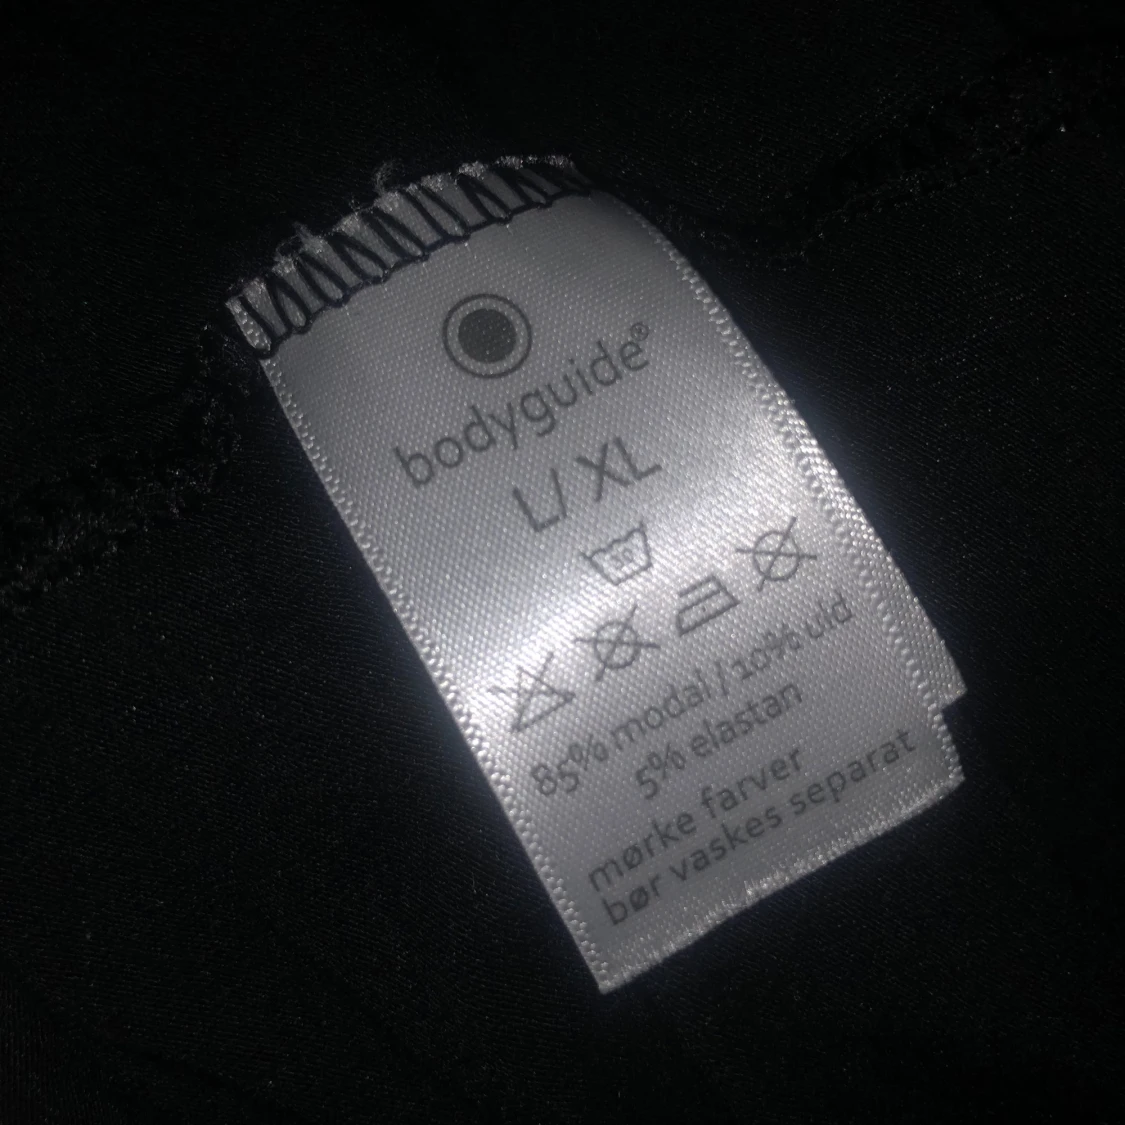 bodyguide®
L/ XL
85% modal / 10% uld
5% elastan
mørke farver
bør vaskes separat